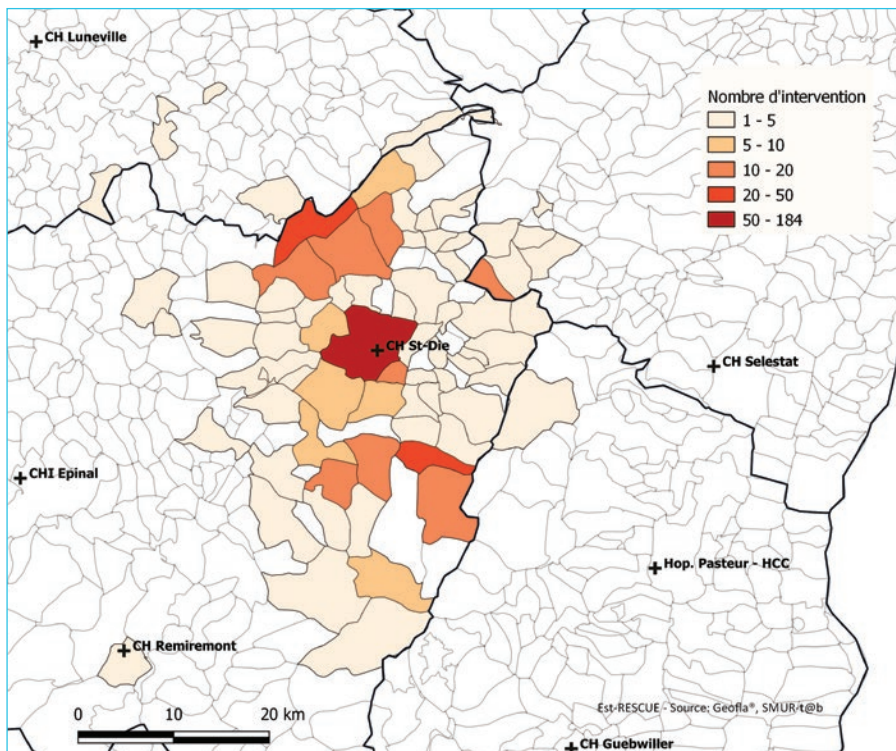 CH Luneville
Nombre d'intervention
1 - 5
5 - 10
10 - 20
20 - 50
50 - 184
CH St-Die
CH Selestat
CHI Epinal
Hop. Pasteur - HCC
CH Remiremont
0 10 20 km
Est-RESCUE - Source: Geofla®, SMUR-t@b
CH Guebwiller